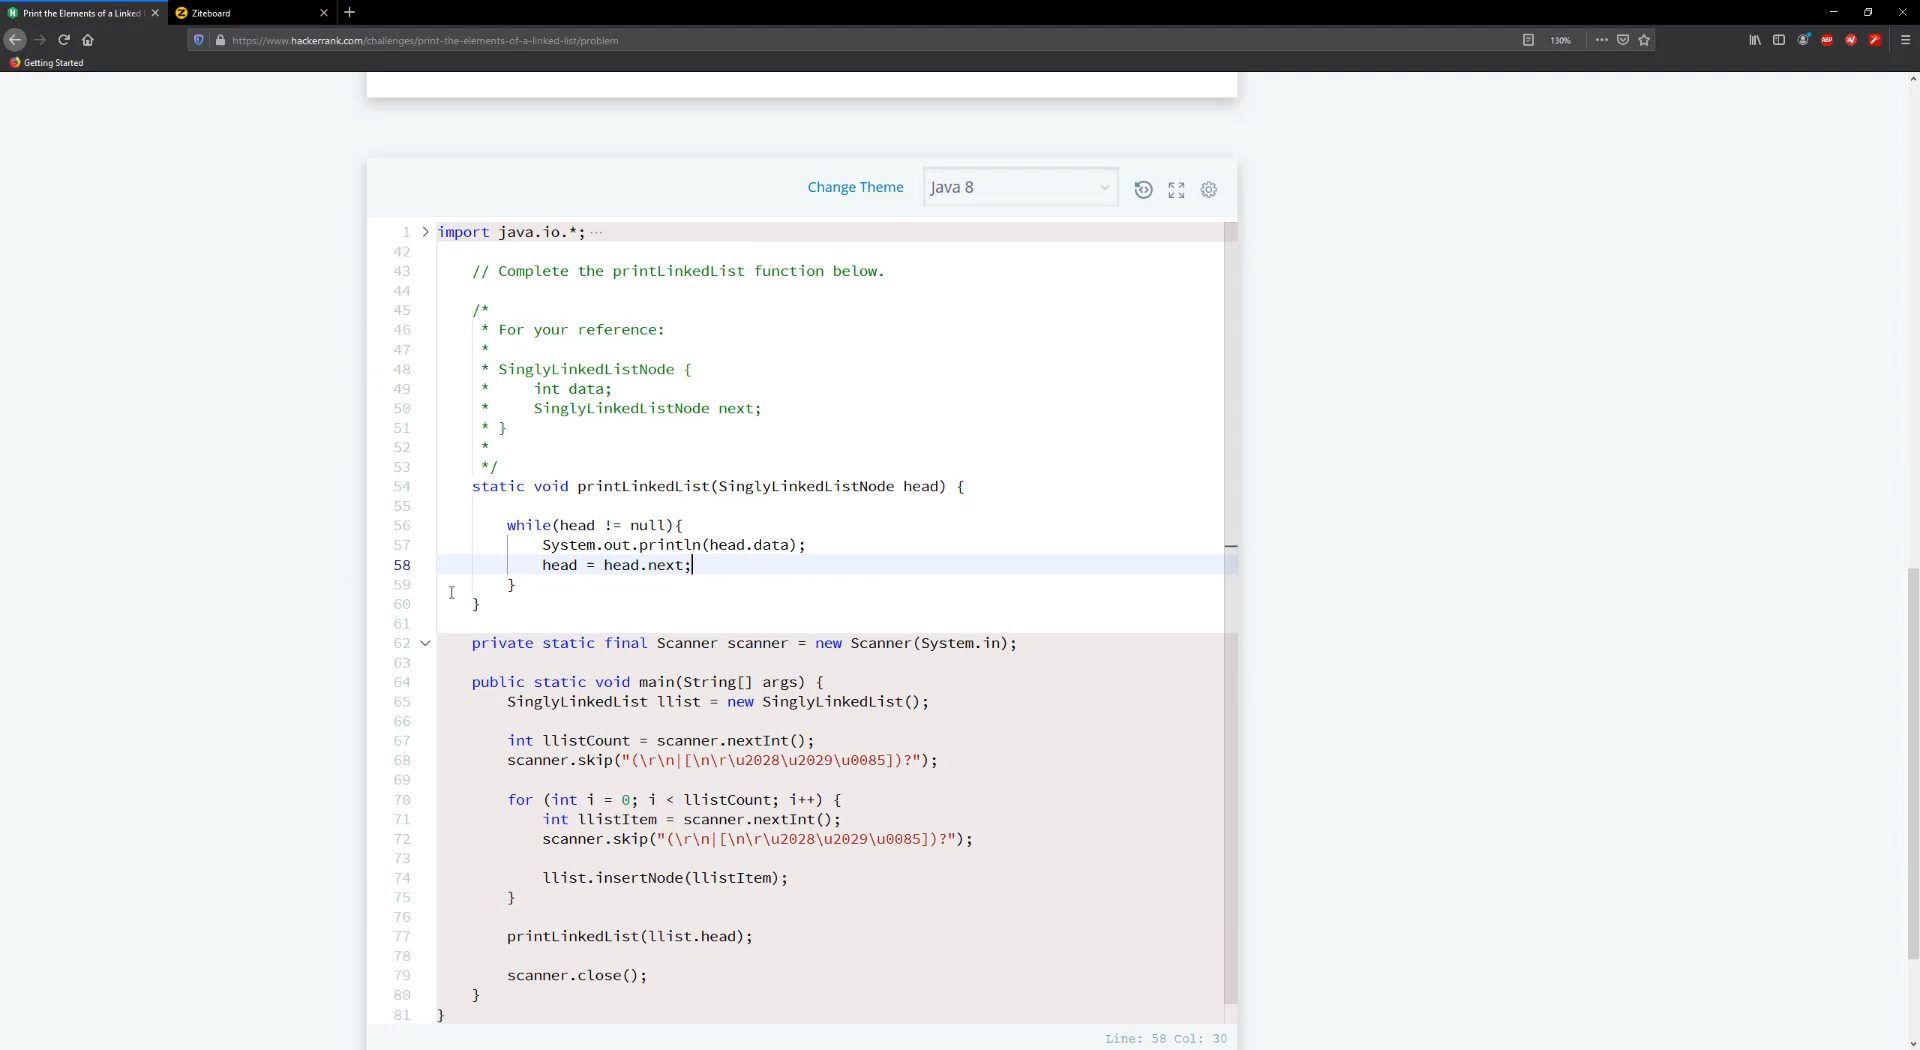 Print the Elements of a Linked
Ziteboard
https://www.hackerrank.com/challenges/print-the-elements-of-a-linked-list/problem
130%
ABP
Getting Started
Change Theme
Java 8
1 import java.io.*; ...
42
43 // Complete the printLinkedList function below.
44
45 /*
46 * For your reference:
47 *
48 * SinglyLinkedListNode {
49 *     int data;
50 *     SinglyLinkedListNode next;
51 * }
52 *
53 */
54 static void printLinkedList(SinglyLinkedListNode head) {
55
56 while(head != null){
57 System.out.println(head.data);
58 head = head.next;
59 }
60 }
61
62 private static final Scanner scanner = new Scanner(System.in);
63
64 public static void main(String[] args) {
65 SinglyLinkedList llist = new SinglyLinkedList();
66
67 int llistCount = scanner.nextInt();
68 scanner.skip("(\r\n|[\n\r\u2028\u2029\u0085])?");
69
70 for (int i = 0; i < llistCount; i++) {
71 int llistItem = scanner.nextInt();
72 scanner.skip("(\r\n|[\n\r\u2028\u2029\u0085])?");
73
74 llist.insertNode(llistItem);
75 }
76
77 printLinkedList(llist.head);
78
79 scanner.close();
80 }
81 }
Line: 58 Col: 30